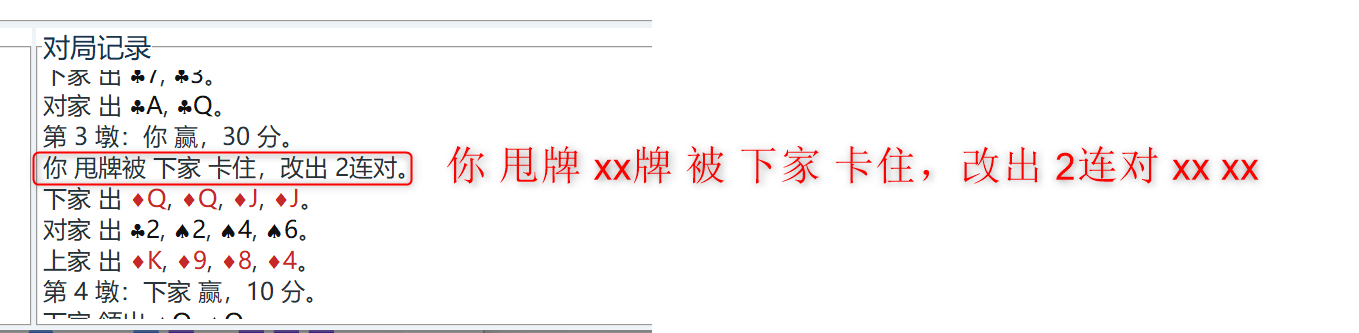 对局记录
下家 出 ♣7, ♣3。
对家 出 ♣A, ♣Q。
第 3 墩：你 赢，30 分。
你 甩牌被 下家 卡住，改出 2连对。
你 甩牌 xx牌 被 下家 卡住，改出 2连对 xx xx
下家 出 ♦Q, ♦Q, ♦J, ♦J。
对家 出 ♣2, ♠2, ♠4, ♠6。
上家 出 ♦K, ♦9, ♦8, ♦4。
第 4 墩：下家 赢，10 分。